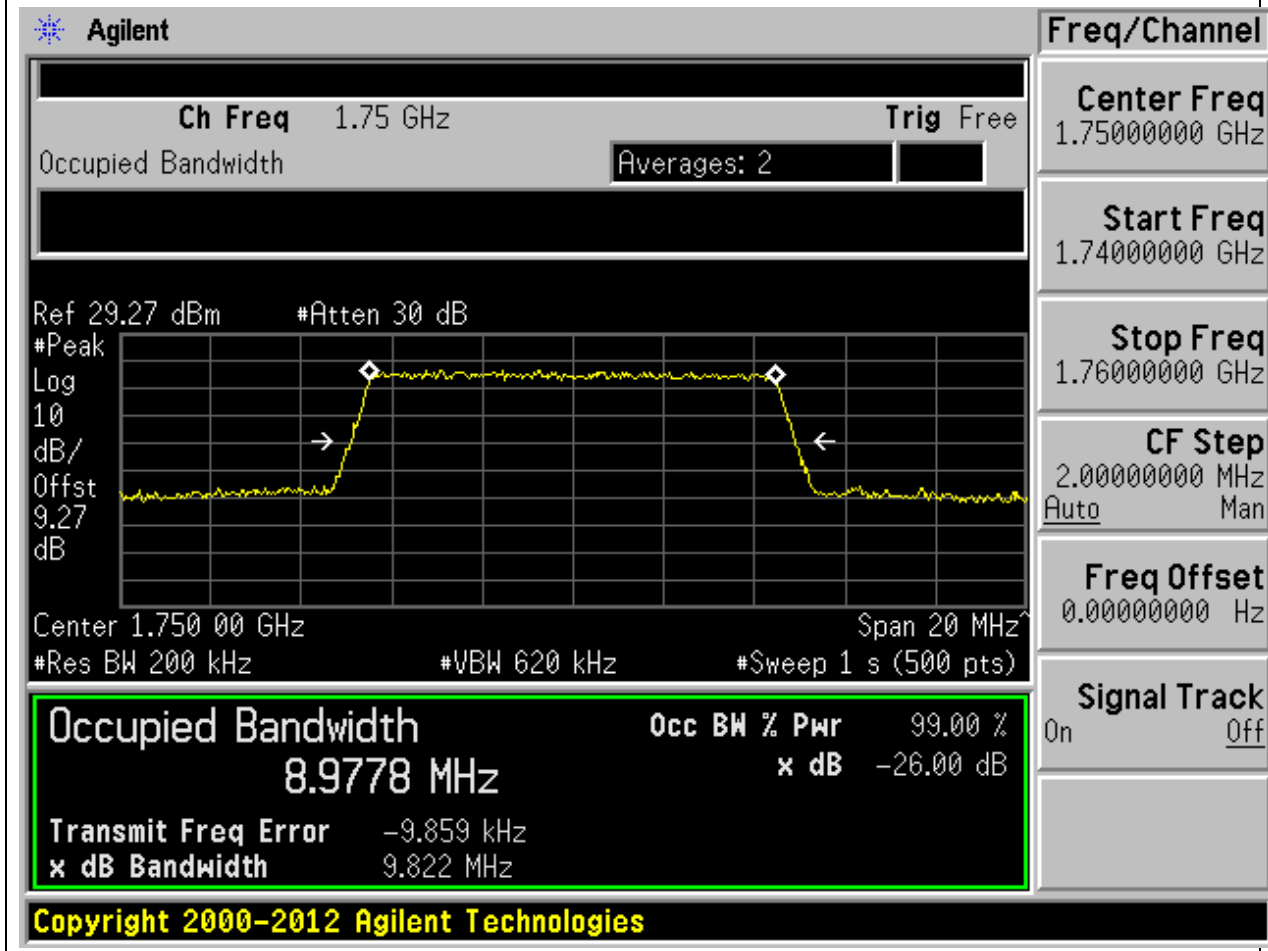 Agilent
Freq/Channel
Ch Freq 1.75 GHz Trig Free
Occupied Bandwidth Averages: 2
Ref 29.27 dBm #Atten 30 dB
#Peak
Log
10
dB/
Offst
9.27
dB
Center 1.750 00 GHz Span 20 MHz^
#Res BW 200 kHz #VBW 620 kHz #Sweep 1 s (500 pts)
Occupied Bandwidth
8.9778 MHz
Occ BW % Pwr 99.00 %
x dB -26.00 dB
Transmit Freq Error -9.859 kHz
x dB Bandwidth 9.822 MHz
Center Freq
1.75000000 GHz
Start Freq
1.74000000 GHz
Stop Freq
1.76000000 GHz
CF Step
2.00000000 MHz
Auto Man
Freq Offset
0.00000000 Hz
Signal Track
On Off
Copyright 2000-2012 Agilent Technologies